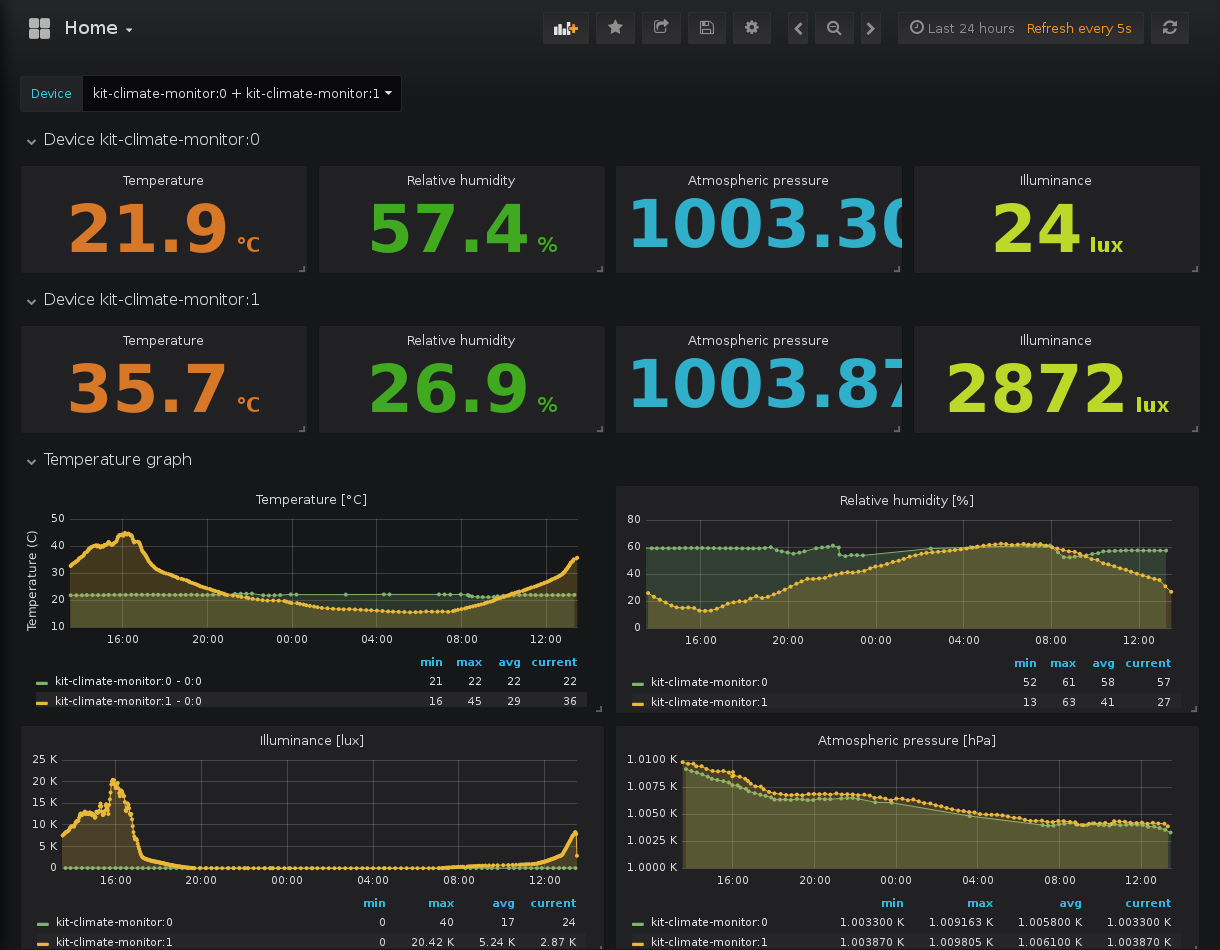 Home
Last 24 hours Refresh every 5s
Device kit-climate-monitor:0 + kit-climate-monitor:1
Device kit-climate-monitor:0
Temperature Relative humidity Atmospheric pressure Illuminance
21.9 °C 57.4 % 1003.30 24 lux
Device kit-climate-monitor:1
Temperature Relative humidity Atmospheric pressure Illuminance
35.7 °C 26.9 % 1003.87 2872 lux
Temperature graph
Temperature [°C]
Temperature (C)
50
40
30
20
10
16:00 20:00 00:00 04:00 08:00 12:00
min max avg current
kit-climate-monitor:0 - 0:0 21 22 22 22
kit-climate-monitor:1 - 0:0 16 45 29 36
Relative humidity [%]
80
60
40
20
0
16:00 20:00 00:00 04:00 08:00 12:00
min max avg current
kit-climate-monitor:0 52 61 58 57
kit-climate-monitor:1 13 63 41 27
Illuminance [lux]
25 K
20 K
15 K
10 K
5 K
0
16:00 20:00 00:00 04:00 08:00 12:00
min max avg current
kit-climate-monitor:0 0 40 17 24
kit-climate-monitor:1 0 20.42 K 5.24 K 2.87 K
Atmospheric pressure [hPa]
1.0100 K
1.0075 K
1.0050 K
1.0025 K
1.0000 K
16:00 20:00 00:00 04:00 08:00 12:00
min max avg current
kit-climate-monitor:0 1.003300 K 1.009163 K 1.005800 K 1.003300 K
kit-climate-monitor:1 1.003870 K 1.009805 K 1.006100 K 1.003870 K